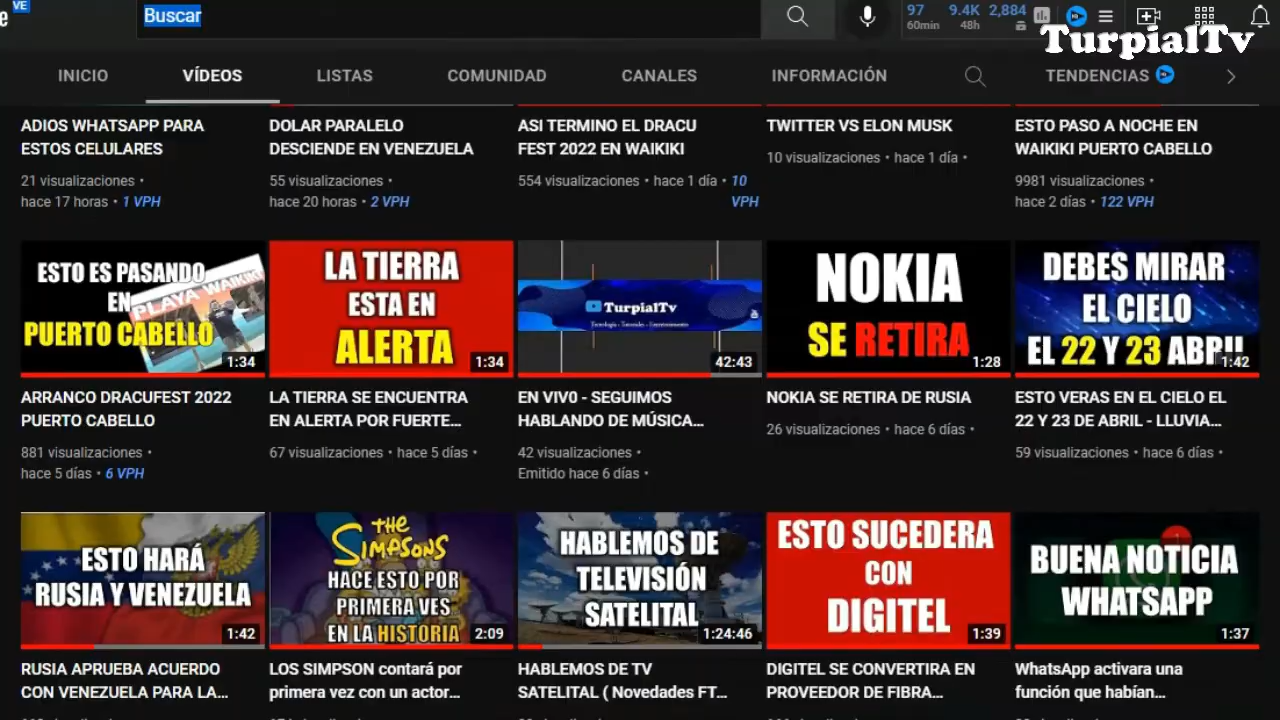 VE
e
Buscar
97
60min
9.4K
48h
2,884
TurpialTv
INICIO
VÍDEOS
LISTAS
COMUNIDAD
CANALES
INFORMACIÓN
TENDENCIAS
ADIOS WHATSAPP PARA
ESTOS CELULARES
21 visualizaciones •
hace 17 horas • 1 VPH
DOLAR PARALELO
DESCIENDE EN VENEZUELA
55 visualizaciones •
hace 20 horas • 2 VPH
ASI TERMINO EL DRACU
FEST 2022 EN WAIKIKI
554 visualizaciones • hace 1 día • 10
VPH
TWITTER VS ELON MUSK
10 visualizaciones • hace 1 día •
ESTO PASO A NOCHE EN
WAIKIKI PUERTO CABELLO
9981 visualizaciones •
hace 2 días • 122 VPH
ESTO ES PASANDO
EN
PUERTO CABELLO
PLAYA WAIKIKI
1:34
ARRANCO DRACUFEST 2022
PUERTO CABELLO
881 visualizaciones •
hace 5 días • 6 VPH
LA TIERRA
ESTA EN
ALERTA
1:34
LA TIERRA SE ENCUENTRA
EN ALERTA POR FUERTE...
67 visualizaciones • hace 5 días •
TurpialTv
Tecnología - Tutoriales - Entretenimiento
42:43
EN VIV0 - SEGUIMOS
HABLANDO DE MÚSICA...
42 visualizaciones •
Emitido hace 6 días •
NOKIA
SE RETIRA
1:28
NOKIA SE RETIRA DE RUSIA
26 visualizaciones • hace 6 días •
DEBES MIRAR
EL CIELO
EL 22 Y 23 ABRIL
1:42
ESTO VERAS EN EL CIELO EL
22 Y 23 DE ABRIL - LLUVIA...
59 visualizaciones • hace 6 días •
ESTO HARÁ
RUSIA Y VENEZUELA
1:42
RUSIA APRUEBA ACUERDO
CON VENEZUELA PARA LA...
THE
SIMPSONS
HACE ESTO POR
PRIMERA VES
EN LA HISTORIA
2:09
LOS SIMPSON contará por
primera vez con un actor...
HABLEMOS DE
TELEVISIÓN
SATELITAL
1:24:46
HABLEMOS DE TV
SATELITAL ( Novedades FT...
ESTO SUCEDERA
CON
DIGITEL
1:39
DIGITEL SE CONVERTIRA EN
PROVEEDOR DE FIBRA...
BUENA NOTICIA
WHATSAPP
1:37
WhatsApp activara una
función que habían...